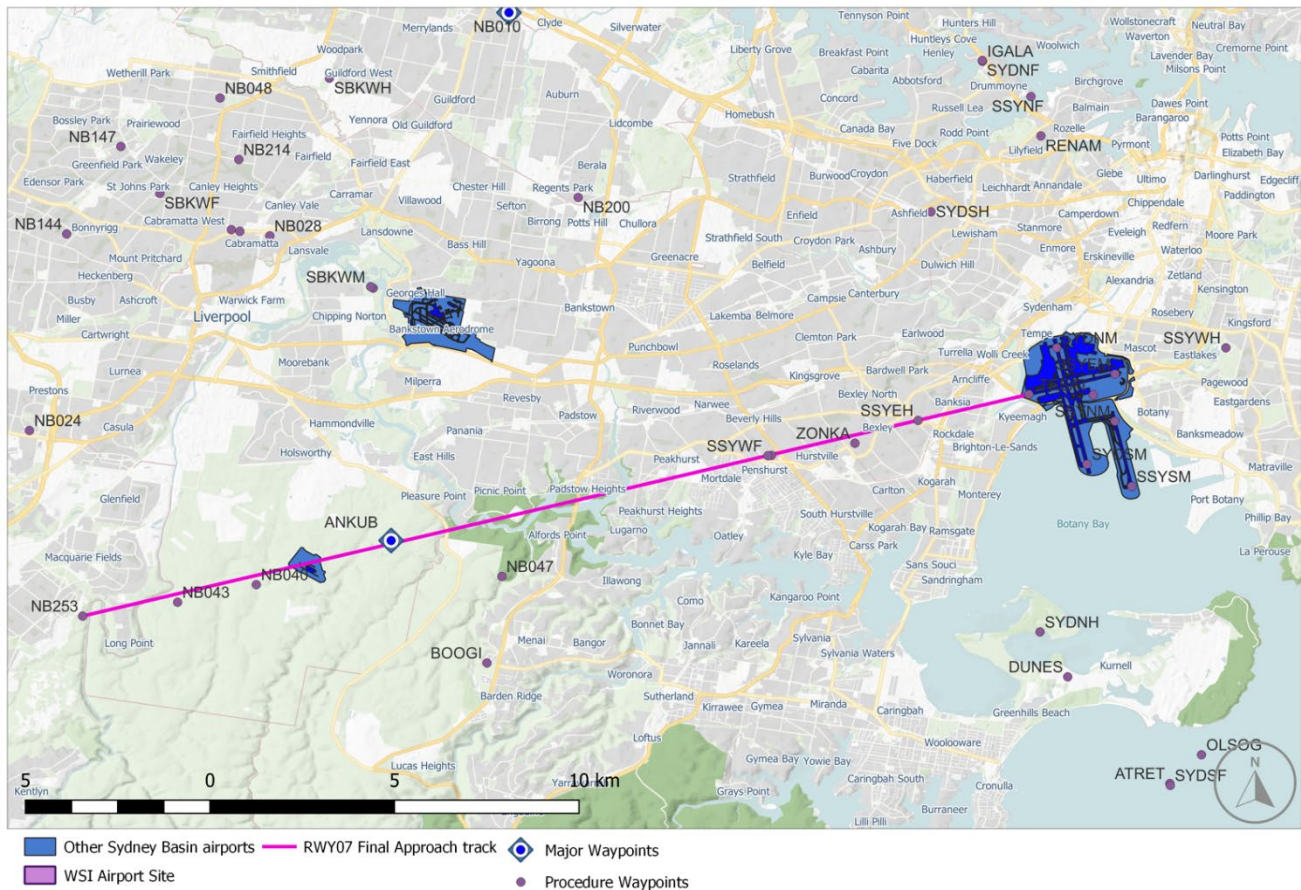 Merrylands
NB010
Clyde
Silverwater
Tennyson Point
Hunters Hill
Woolwich
Wollstonecraft
Waverton
Neutral Bay
Woodpark
Liberty Grove
Huntleys Cove
Henley
IGALA
North Sydney
Cremorne Point
Breakfast Point
Cabarita
Abbotsford
SYDNF
Drummoyne
Birchgrove
Milsons Point
Wetherill Park
Smithfield
Guildford West
SBKWH
Guildford
Auburn
Concord
Russell Lea
SSYNF
Balmain
Dawes Point
Barangaroo
NB048
Homebush
Rodd Point
Rozelle
Potts Point
Bossley Park
Prairiewood
Yennora
Old Guildford
Lidcombe
Canada Bay
Five Dock
Lilyfield
RENAM
Pyrmont
Elizabeth Bay
NB147
Fairfield Heights
Strathfield
Haberfield
Annandale
Glebe
Darlinghurst
Edgecliff
Greenfield Park
Wakeley
NB214
Fairfield
Fairfield East
Berala
Burwood
Croydon
Leichhardt
Ultimo
Paddington
Edensor Park
St Johns Park
Canley Heights
Carramar
Chester Hill
Regents Park
Camperdown
Chippendale
SBKWF
Villawood
Sefton
Birrong
Potts Hill
NB200
Enfield
Ashfield
SYDSH
Stanmore
Redfern
Moore Park
Cabramatta West
Canley Vale
Chullora
Croydon Park
Lewisham
Waterloo
NB144
Bonnyrigg
NB028
Lansdowne
Strathfield South
Enmore
Eveleigh
Cabramatta
Lansvale
Bass Hill
Ashbury
Erskineville
Mount Pritchard
Yagoona
Greenacre
Belfield
Dulwich Hill
Alexandria
Zetland
Heckenberg
Kensington
Busby
Ashcroft
Warwick Farm
SBKWM
Georges Hall
Campsie
Canterbury
Sydenham
Rosebery
Miller
Liverpool
Chipping Norton
Bankstown
Lakemba
Belmore
Kingsford
Cartwright
Bankstown Aerodrome
Clemton Park
Earlwood
Tempe
SSYWH
Punchbowl
Turrella
Wolli Creek
Mascot
Eastlakes
Lurnea
Moorebank
Roselands
Bardwell Park
Prestons
Milperra
Kingsgrove
Arncliffe
Pagewood
Revesby
Narwee
Bexley North
Banksia
Eastgardens
NB024
Padstow
Riverwood
Beverly Hills
SSYEH
Kyeemagh
Botany
Casula
Hammondville
Panania
Bexley
Rockdale
Banksmeadow
ZONKA
Holsworthy
East Hills
SSYWF
Hurstville
Brighton-Le-Sands
Peakhurst
Penshurst
Matraville
Glenfield
Mortdale
Kogarah
SSYSM
Pleasure Point
Picnic Point
Padstow Heights
Carlton
Monterey
Port Botany
Peakhurst Heights
South Hurstville
ANKUB
Kogarah Bay
Ramsgate
Botany Bay
Phillip Bay
Lugarno
Oatley
Alfords Point
Carss Park
Macquarie Fields
Kyle Bay
La Perouse
Sans Souci
NB040
NB047
Sandringham
NB043
Illawong
Kangaroo Point
NB253
Como
Long Point
Bonnet Bay
Sylvania
SYDNH
Menai
Bangor
Jannali
Kareela
BOOGI
Sylvania Waters
DUNES
Kurnell
Woronora
Barden Ridge
Sutherland
Miranda
Kirrawee
Gymea
Caringbah
Greenhills Beach
Loftus
Woolooware
OLSOG
Lucas Heights
Gymea Bay
Yowie Bay
ATRET
SYDSF
5
0
5
10 km
Caringbah South
Cronulla
N
Kentlyn
Grays Point
Burraneer
Lilli Pilli
Other Sydney Basin airports
RWY07 Final Approach track
Major Waypoints
WSI Airport Site
Procedure Waypoints